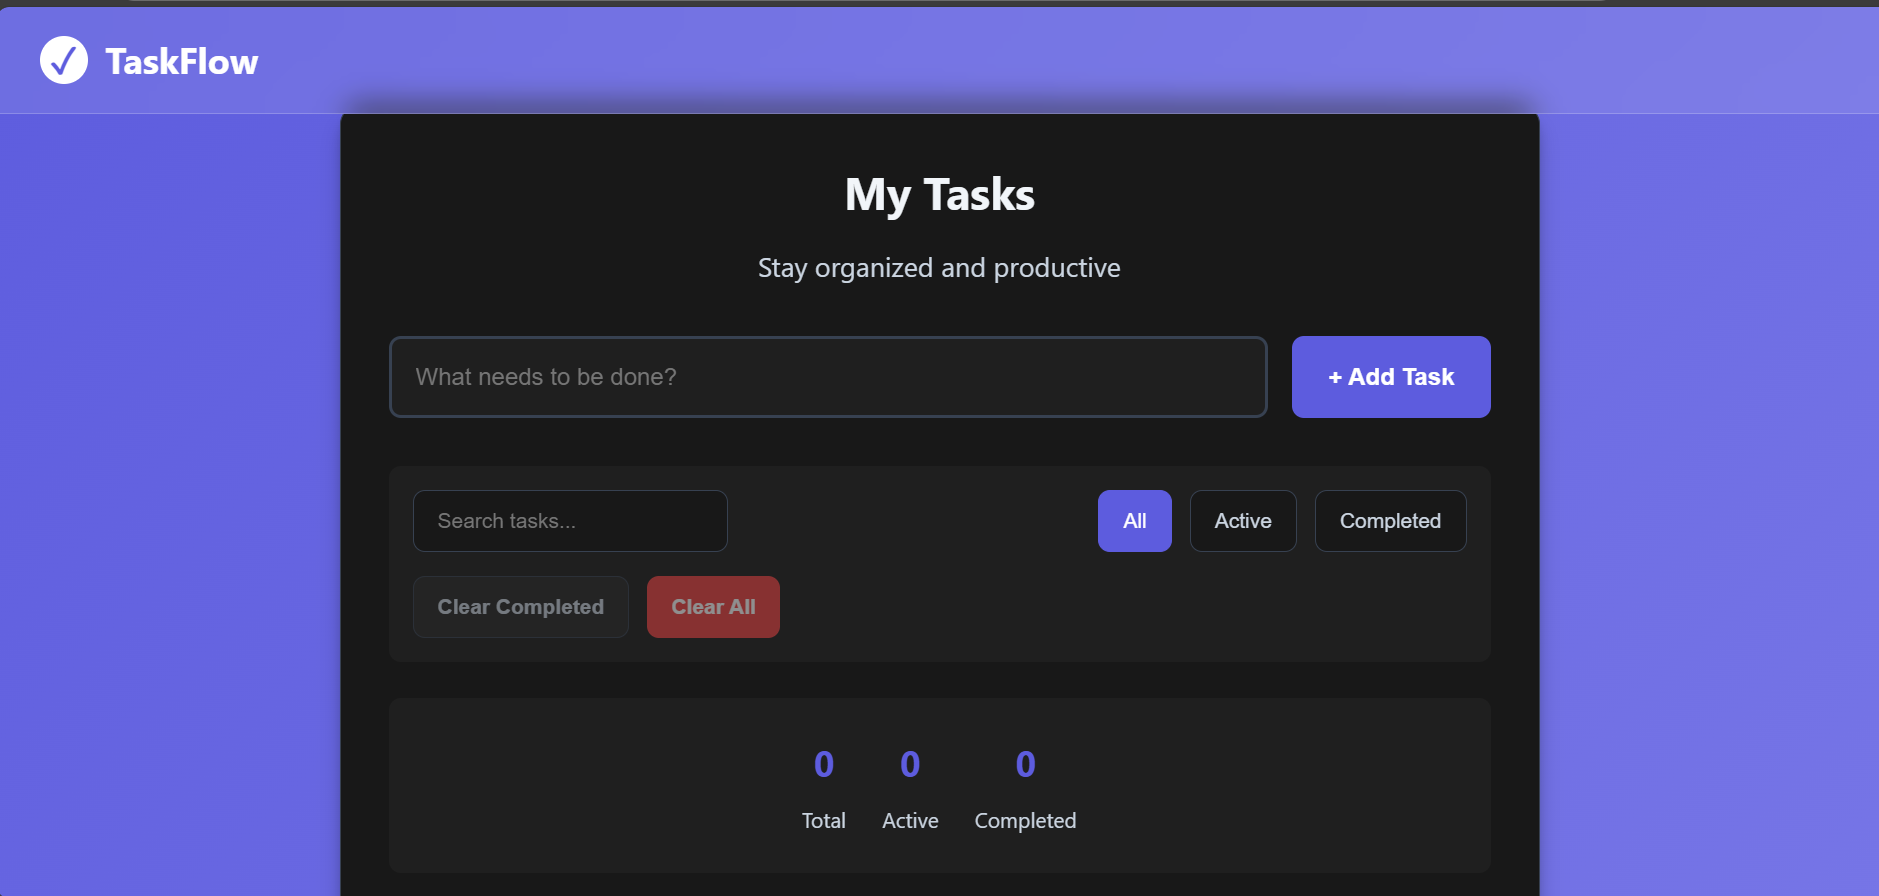 TaskFlow
My Tasks
Stay organized and productive
What needs to be done?
+ Add Task
Search tasks...
All
Active
Completed
Clear Completed
Clear All
0
0
0
Total
Active
Completed